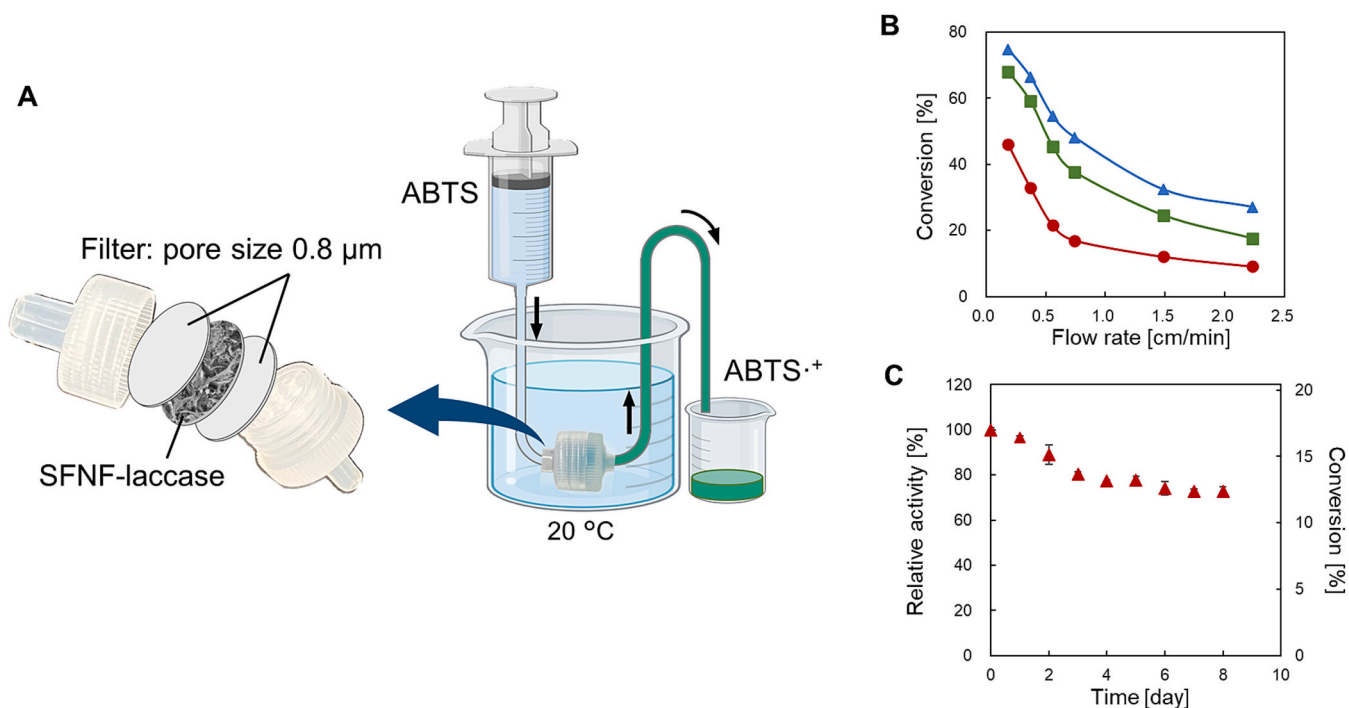 A
ABTS
Filter: pore size 0.8 µm
SFNF-laccase
20 °C
ABTS·+
B
Conversion [%]
80
60
40
20
0
0.0 0.5 1.0 1.5 2.0 2.5
Flow rate [cm/min]
C
Relative activity [%]
120
100
80
60
40
20
0
20
15
10
5
0
Conversion [%]
0 2 4 6 8 10
Time [day]